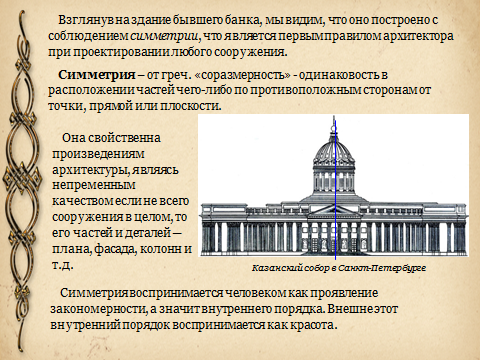 Взглянув на здание бывшего банка, мы видим, что оно построено с
соблюдением симметрии, что является первым правилом архитектора
при проектировании любого сооружения.
Симметрия – от греч. «соразмерность» - одинаковость в
расположении частей чего-либо по противоположным сторонам от
точки, прямой или плоскости.
Она свойственна
произведениям
архитектуры, являясь
непременным
качеством если не всего
сооружения в целом, то
его частей и деталей —
плана, фасада, колонн и
т.д.
Казанский собор в Санкт-Петербурге
Симметрия воспринимается человеком как проявление
закономерности, а значит внутреннего порядка. Внешне этот
внутренний порядок воспринимается как красота.